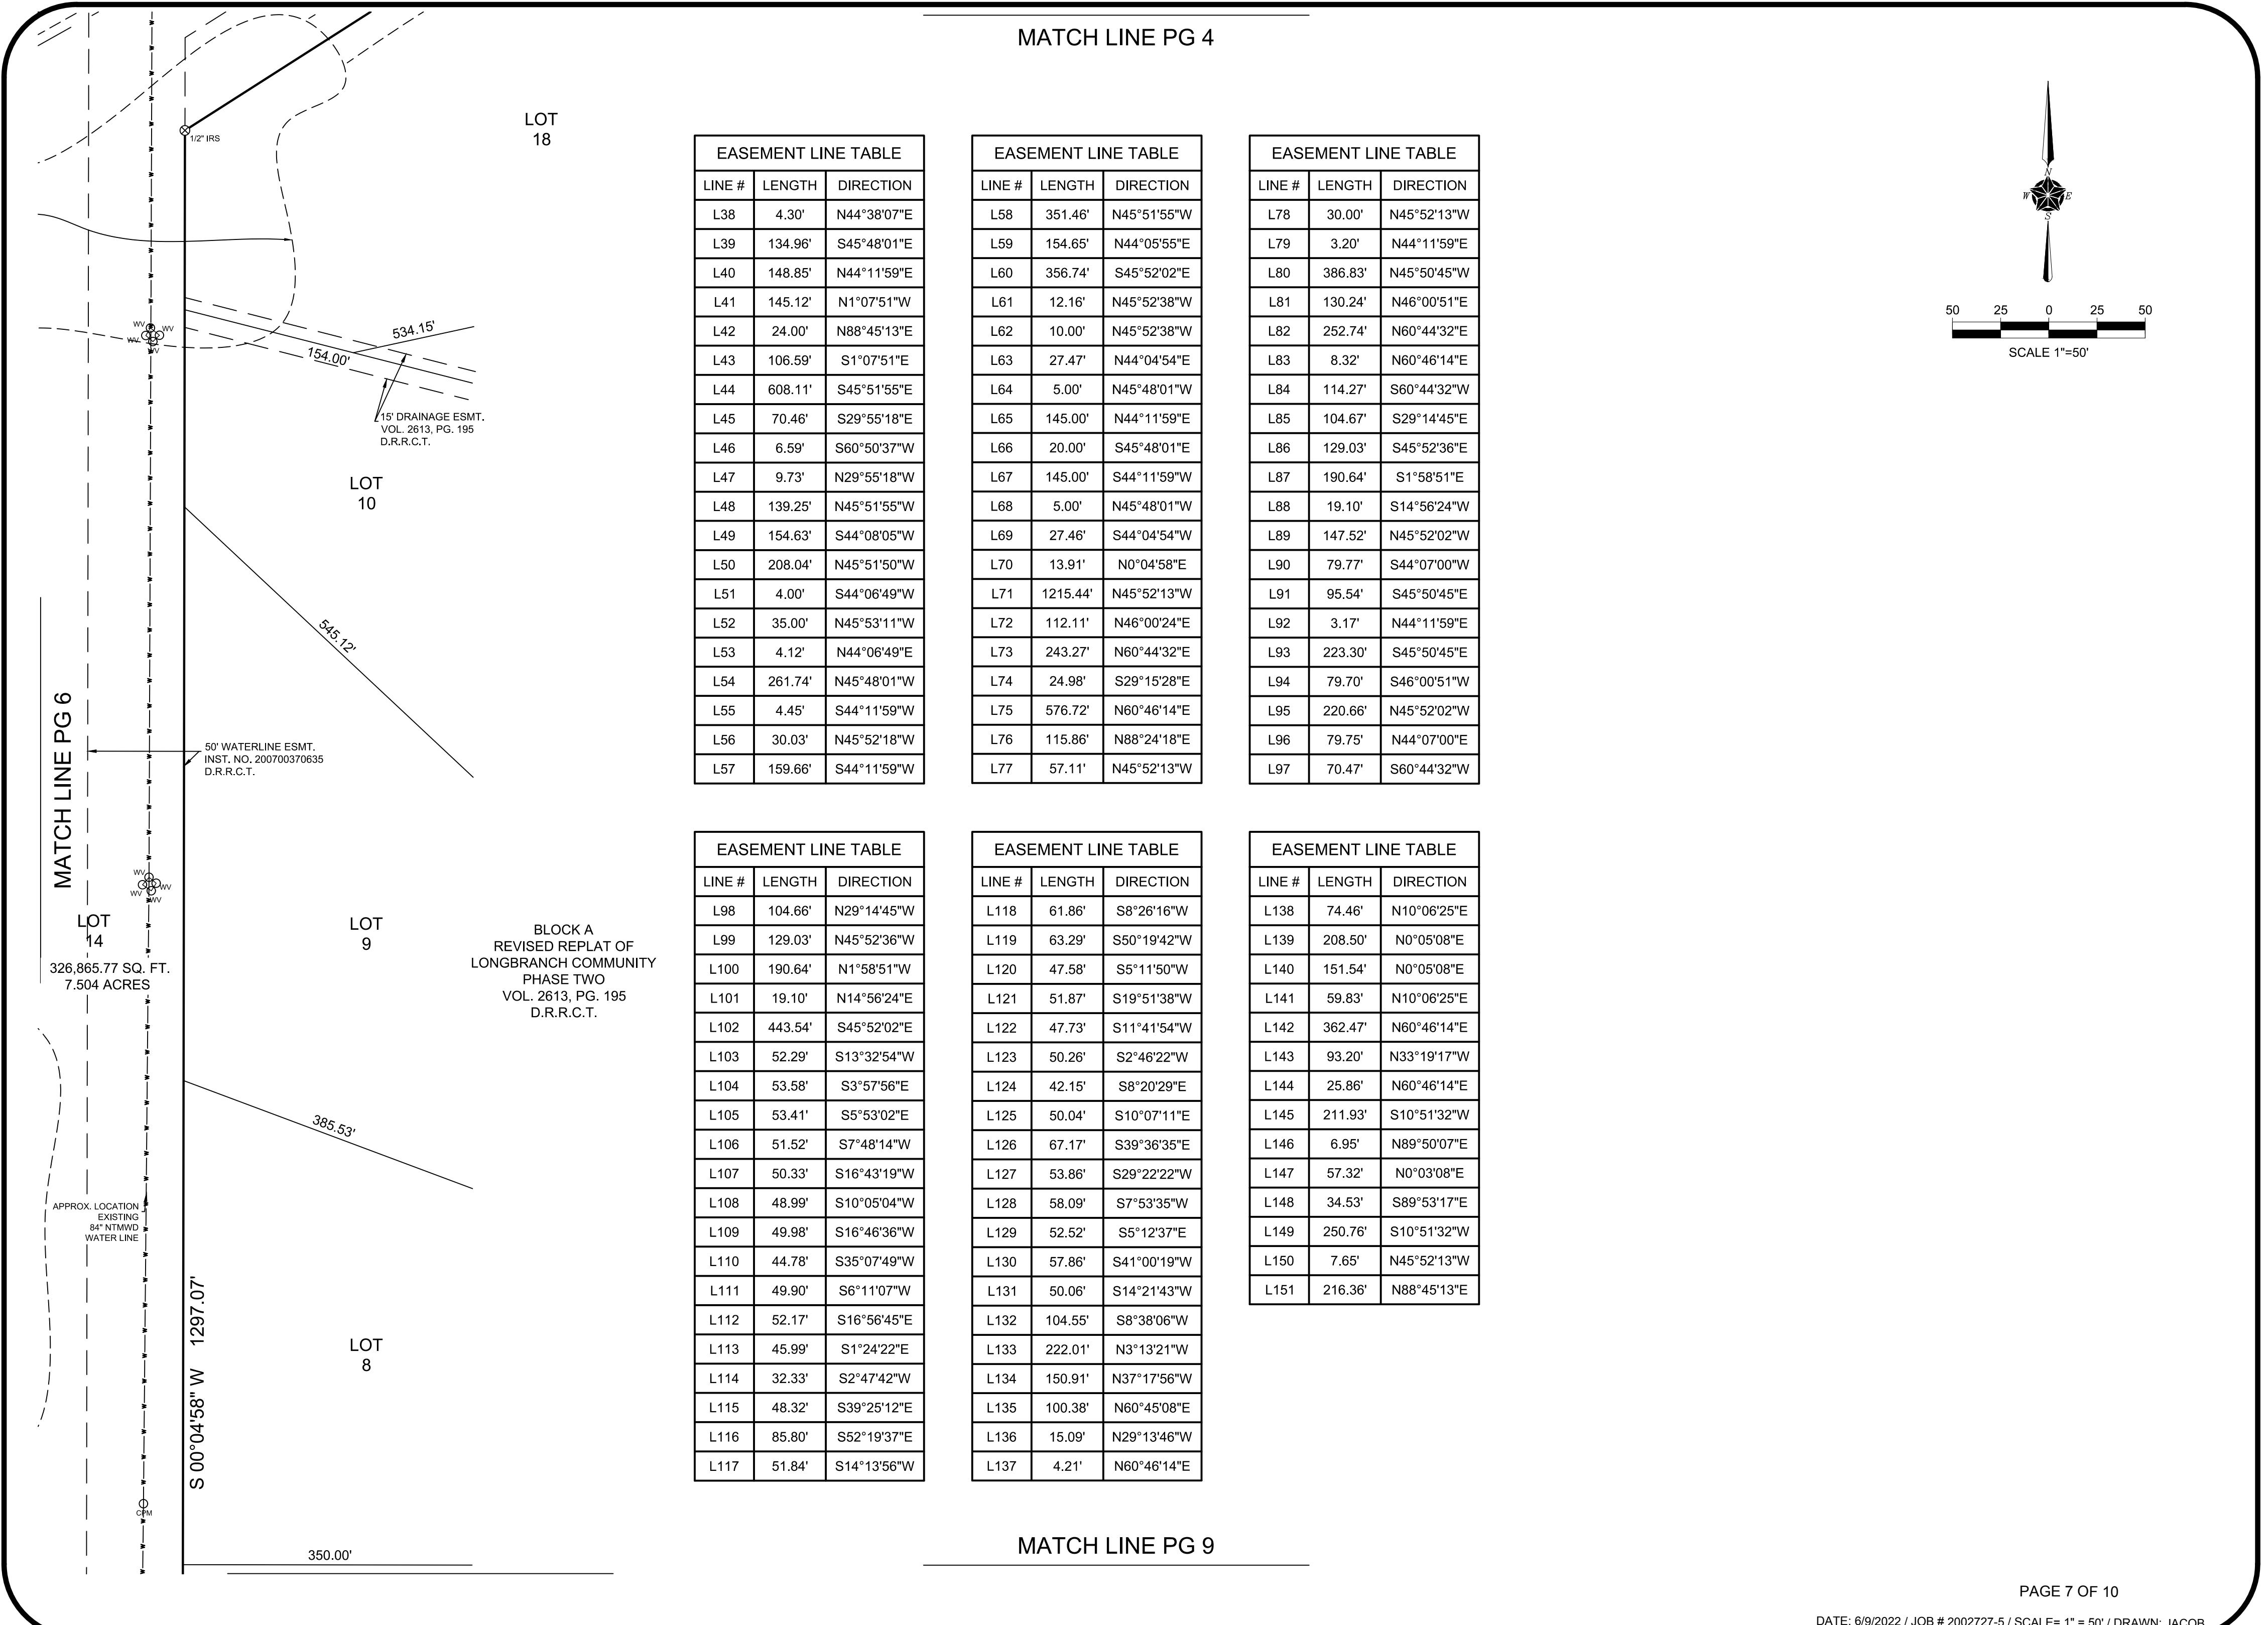 MATCH LINE PG 4
1/2" IRS
LOT
18
WV
WV
WV
WV
534.15'
154.00'
15' DRAINAGE ESMT.
VOL. 2613, PG. 195
D.R.R.C.T.
LOT
10
545.12'
MATCH LINE PG 6
50' WATERLINE ESMT.
INST. NO. 200700370635
D.R.R.C.T.
WV
WV
WV
WV
LOT
14
326,865.77 SQ. FT.
7.504 ACRES
LOT
9
BLOCK A
REVISED REPLAT OF
LONGBRANCH COMMUNITY
PHASE TWO
VOL. 2613, PG. 195
D.R.R.C.T.
385.53'
APPROX. LOCATION
EXISTING
84" NTMWD
WATER LINE
S 00°04'58" W 1297.07'
LOT
8
CPM
350.00'
EASEMENT LINE TABLE
LINE # LENGTH DIRECTION
L38 4.30' N44°38'07"E
L39 134.96' S45°48'01"E
L40 148.85' N44°11'59"E
L41 145.12' N1°07'51"W
L42 24.00' N88°45'13"E
L43 106.59' S1°07'51"E
L44 608.11' S45°51'55"E
L45 70.46' S29°55'18"E
L46 6.59' S60°50'37"W
L47 9.73' N29°55'18"W
L48 139.25' N45°51'55"W
L49 154.63' S44°08'05"W
L50 208.04' N45°51'50"W
L51 4.00' S44°06'49"W
L52 35.00' N45°53'11"W
L53 4.12' N44°06'49"E
L54 261.74' N45°48'01"W
L55 4.45' S44°11'59"W
L56 30.03' N45°52'18"W
L57 159.66' S44°11'59"W
EASEMENT LINE TABLE
LINE # LENGTH DIRECTION
L58 351.46' N45°51'55"W
L59 154.65' N44°05'55"E
L60 356.74' S45°52'02"E
L61 12.16' N45°52'38"W
L62 10.00' N45°52'38"W
L63 27.47' N44°04'54"E
L64 5.00' N45°48'01"W
L65 145.00' N44°11'59"E
L66 20.00' S45°48'01"E
L67 145.00' S44°11'59"W
L68 5.00' N45°48'01"W
L69 27.46' S44°04'54"W
L70 13.91' N0°04'58"E
L71 1215.44' N45°52'13"W
L72 112.11' N46°00'24"E
L73 243.27' N60°44'32"E
L74 24.98' S29°15'28"E
L75 576.72' N60°46'14"E
L76 115.86' N88°24'18"E
L77 57.11' N45°52'13"W
EASEMENT LINE TABLE
LINE # LENGTH DIRECTION
L78 30.00' N45°52'13"W
L79 3.20' N44°11'59"E
L80 386.83' N45°50'45"W
L81 130.24' N46°00'51"E
L82 252.74' N60°44'32"E
L83 8.32' N60°46'14"E
L84 114.27' S60°44'32"W
L85 104.67' S29°14'45"E
L86 129.03' S45°52'36"E
L87 190.64' S1°58'51"E
L88 19.10' S14°56'24"W
L89 147.52' N45°52'02"W
L90 79.77' S44°07'00"W
L91 95.54' S45°50'45"E
L92 3.17' N44°11'59"E
L93 223.30' S45°50'45"E
L94 79.70' S46°00'51"W
L95 220.66' N45°52'02"W
L96 79.75' N44°07'00"E
L97 70.47' S60°44'32"W
EASEMENT LINE TABLE
LINE # LENGTH DIRECTION
L98 104.66' N29°14'45"W
L99 129.03' N45°52'36"W
L100 190.64' N1°58'51"W
L101 19.10' N14°56'24"E
L102 443.54' S45°52'02"E
L103 52.29' S13°32'54"W
L104 53.58' S3°57'56"E
L105 53.41' S5°53'02"E
L106 51.52' S7°48'14"W
L107 50.33' S16°43'19"W
L108 48.99' S10°05'04"W
L109 49.98' S16°46'36"W
L110 44.78' S35°07'49"W
L111 49.90' S6°11'07"W
L112 52.17' S16°56'45"E
L113 45.99' S1°24'22"E
L114 32.33' S2°47'42"W
L115 48.32' S39°25'12"E
L116 85.80' S52°19'37"E
L117 51.84' S14°13'56"W
EASEMENT LINE TABLE
LINE # LENGTH DIRECTION
L118 61.86' S8°26'16"W
L119 63.29' S50°19'42"W
L120 47.58' S5°11'50"W
L121 51.87' S19°51'38"W
L122 47.73' S11°41'54"W
L123 50.26' S2°46'22"W
L124 42.15' S8°20'29"E
L125 50.04' S10°07'11"E
L126 67.17' S39°36'35"E
L127 53.86' S29°22'22"W
L128 58.09' S7°53'35"W
L129 52.52' S5°12'37"E
L130 57.86' S41°00'19"W
L131 50.06' S14°21'43"W
L132 104.55' S8°38'06"W
L133 222.01' N3°13'21"W
L134 150.91' N37°17'56"W
L135 100.38' N60°45'08"E
L136 15.09' N29°13'46"W
L137 4.21' N60°46'14"E
EASEMENT LINE TABLE
LINE # LENGTH DIRECTION
L138 74.46' N10°06'25"E
L139 208.50' N0°05'08"E
L140 151.54' N0°05'08"E
L141 59.83' N10°06'25"E
L142 362.47' N60°46'14"E
L143 93.20' N33°19'17"W
L144 25.86' N60°46'14"E
L145 211.93' S10°51'32"W
L146 6.95' N89°50'07"E
L147 57.32' N0°03'08"E
L148 34.53' S89°53'17"E
L149 250.76' S10°51'32"W
L150 7.65' N45°52'13"W
L151 216.36' N88°45'13"E
N
W E
S
50 25 0 25 50
SCALE 1"=50'
MATCH LINE PG 9
PAGE 7 OF 10
DATE: 6/9/2022 / JOB # 2002727-5 / SCALE= 1" = 50' / DRAWN: JACOB